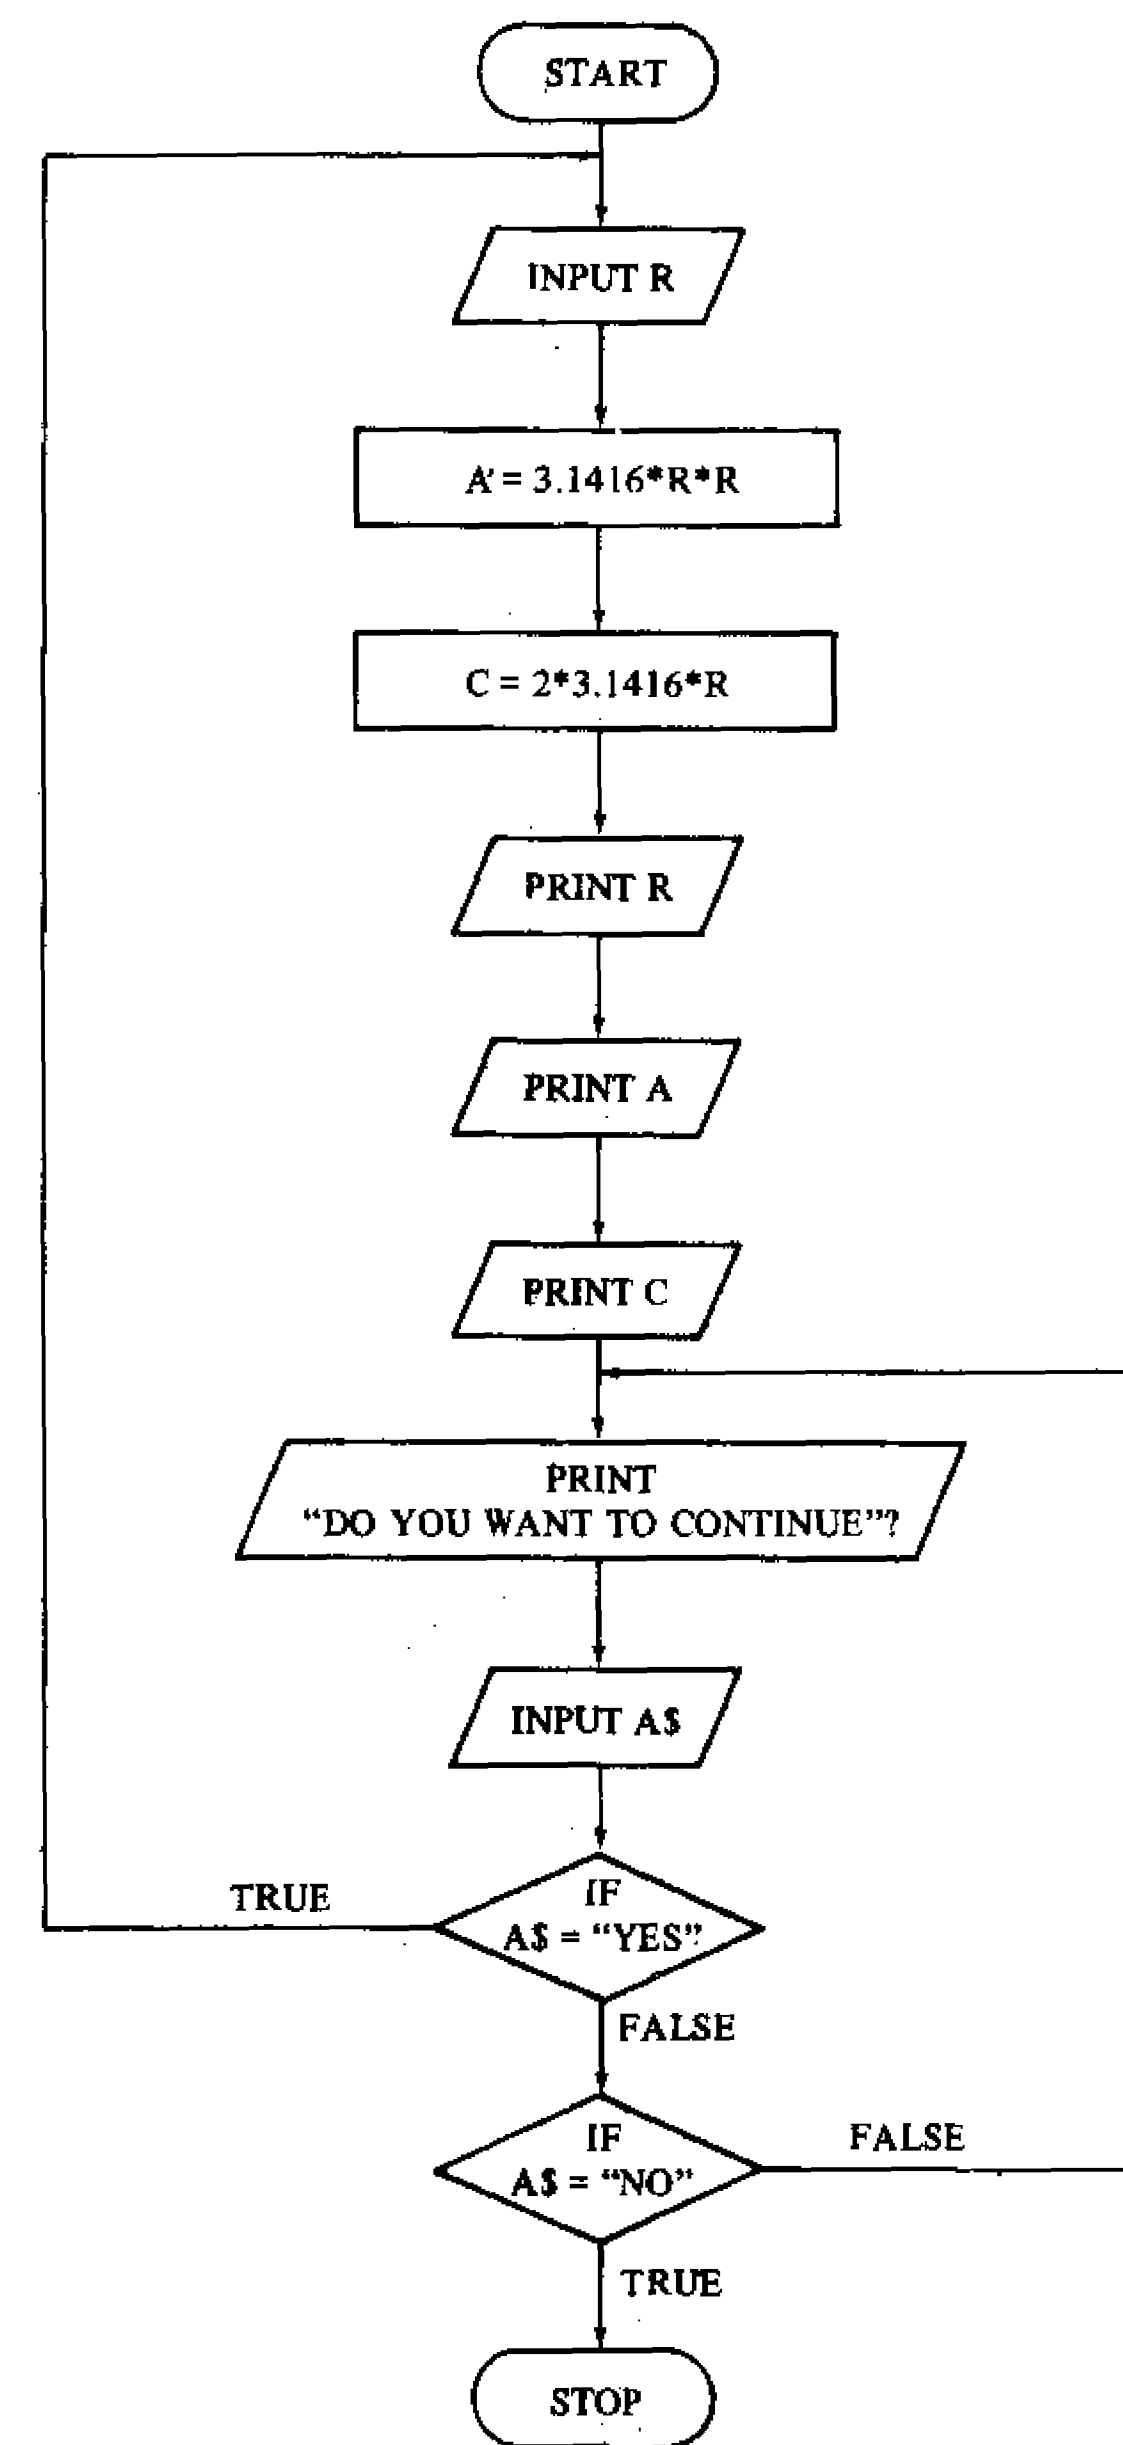 START
INPUT R
A = 3.1416*R*R
C = 2*3.1416*R
PRINT R
PRINT A
PRINT C
PRINT
“DO YOU WANT TO CONTINUE”?
INPUT A$
IF
A$ = “YES”?
TRUE
FALSE
IF
A$ = “NO”
FALSE
TRUE
STOP